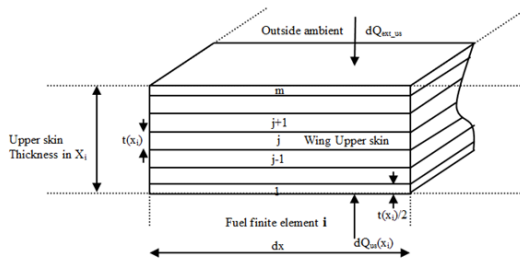 Outside ambient
dQext_us
m
j+1
Upper skin
Thickness in Xi
t(xi)
j
Wing Upper skin
j-1
1
t(xi)/2
Fuel finite element i
dQus(xi)
dx